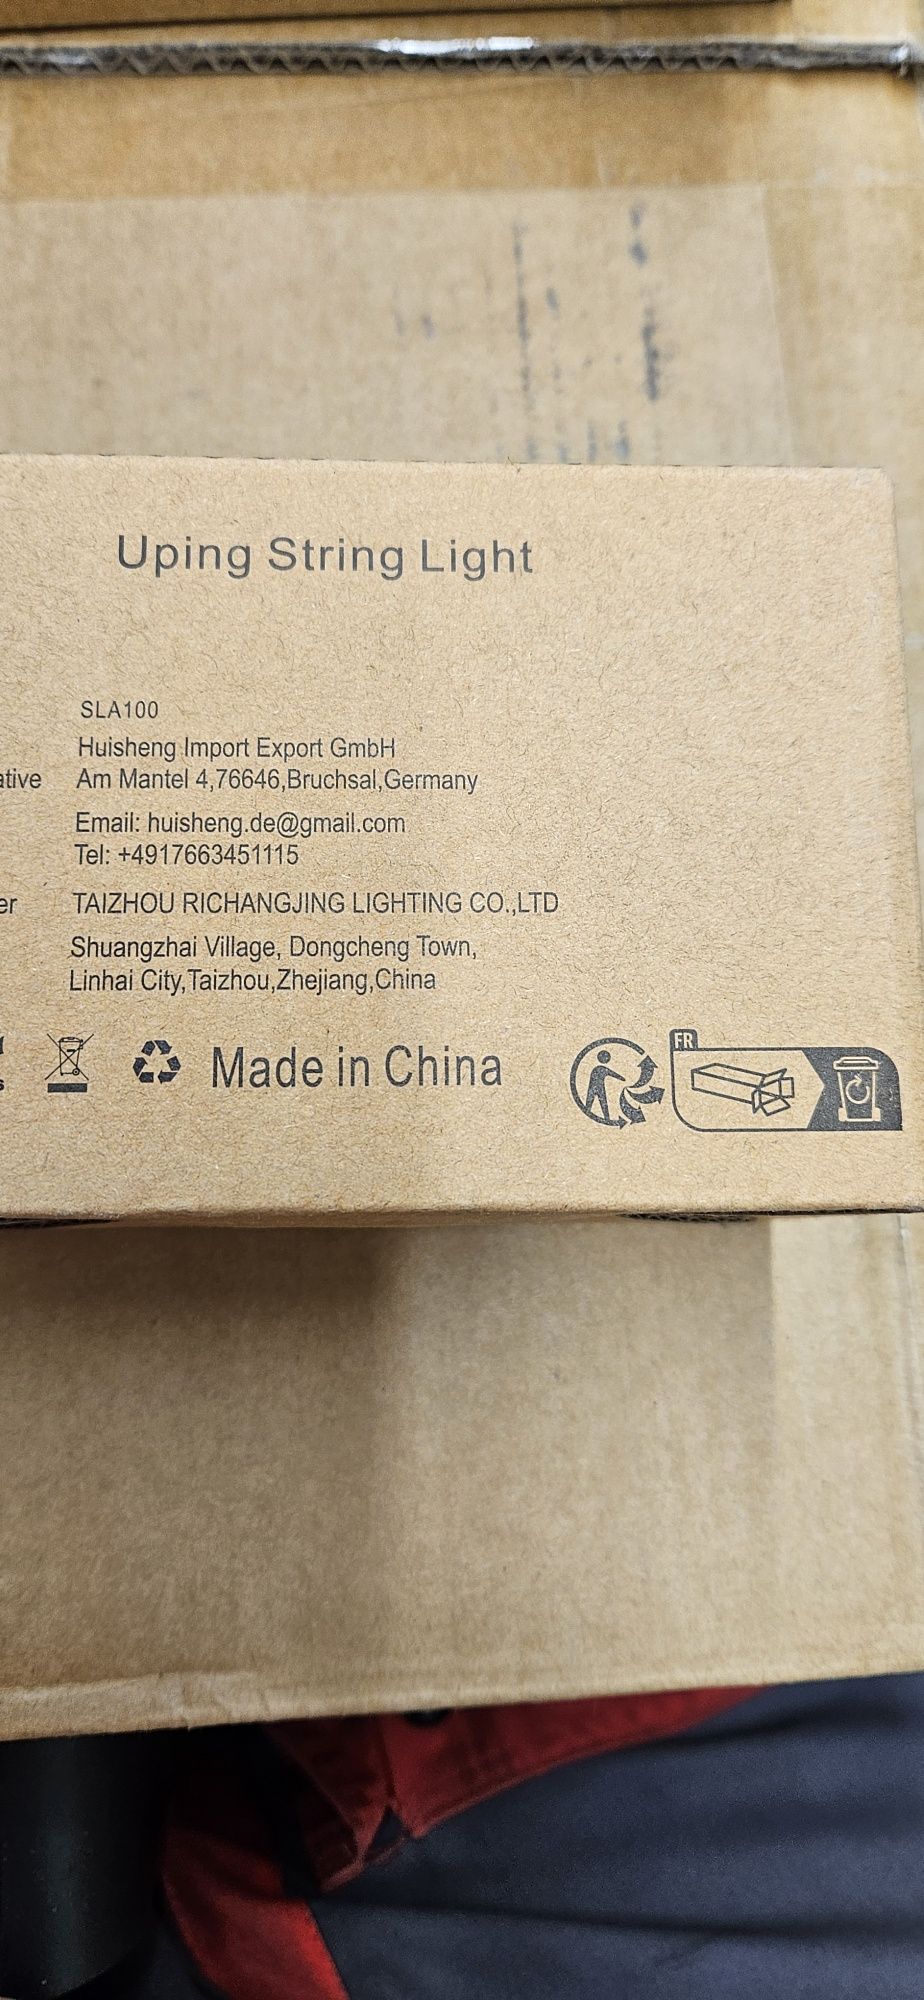 Uping String Light
SLA100
Huisheng Import Export GmbH
ative Am Mantel 4,76646,Bruchsal,Germany
Email: huisheng.de@gmail.com
Tel: +4917663451115
er TAIZHOU RICHANGJING LIGHTING CO.,LTD
Shuangzhai Village, Dongcheng Town,
Linhai City,Taizhou,Zhejiang,China
s Made in China
FR